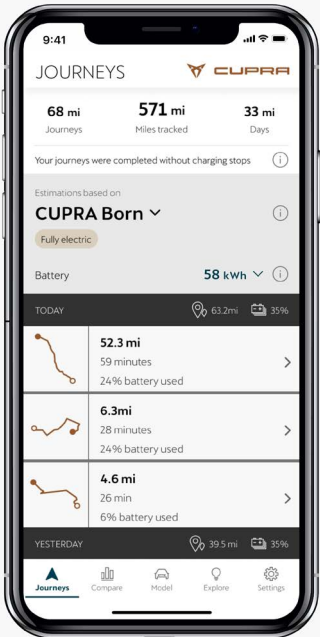 9:41
JOURNEYS CUPRA
68 mi 571 mi 33 mi
Journeys Miles tracked Days
Your journeys were completed without charging stops
Estimations based on
CUPRA Born
Fully electric
Battery 58 kWh
TODAY 63.2mi 35%
52.3 mi
59 minutes
24% battery used
6.3mi
28 minutes
24% battery used
4.6 mi
26 min
6% battery used
YESTERDAY 39.5 mi 35%
Journeys Compare Model Explore Settings